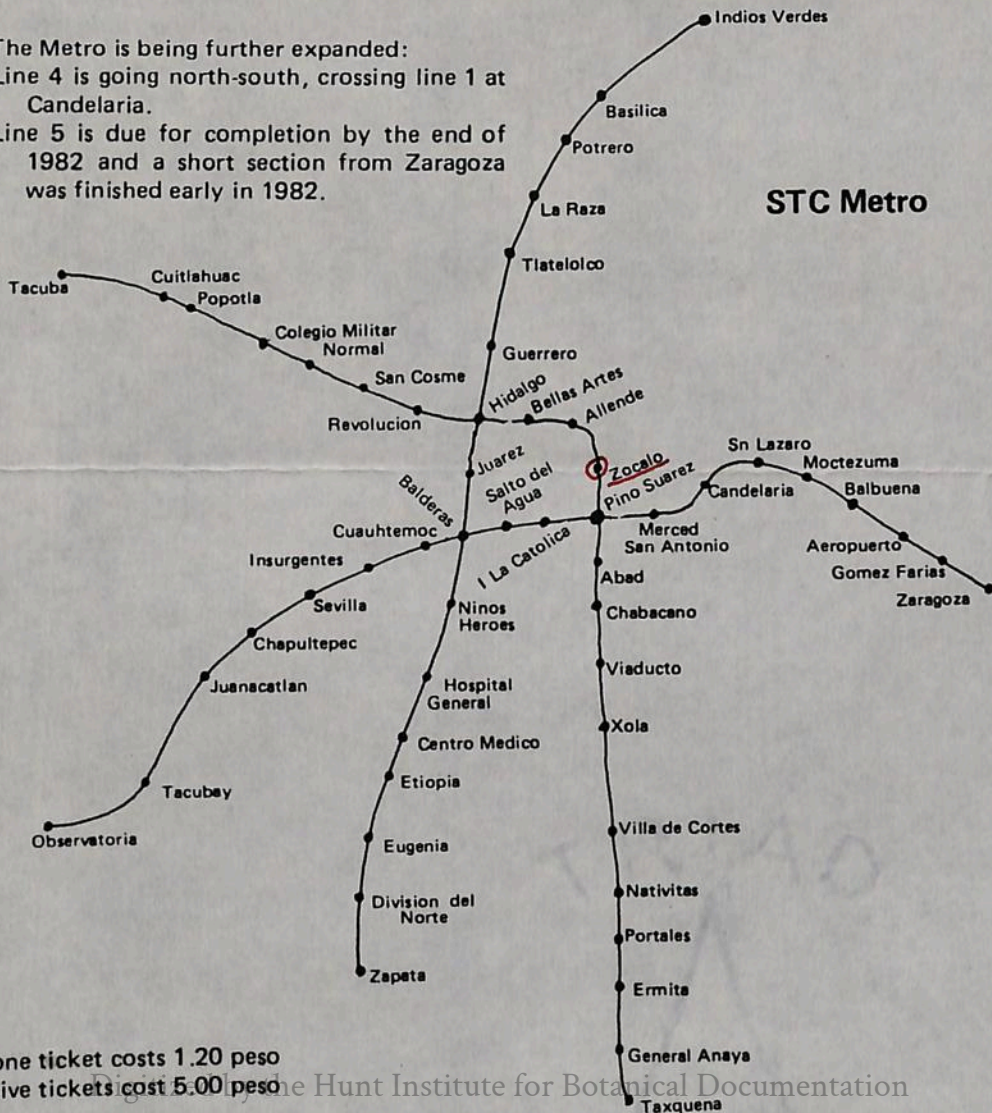 The Metro is being further expanded:
Line 4 is going north-south, crossing line 1 at
Candelaria.
Line 5 is due for completion by the end of
1982 and a short section from Zaragoza
was finished early in 1982.
STC Metro
Indios Verdes
Basilica
Potrero
La Raza
Tlatelolco
Guerrero
Tacuba
Cuitlahuac
Popotla
Colegio Militar
Normal
San Cosme
Revolucion
Hidalgo
Bellas Artes
Allende
Zocalo
Pino Suarez
Juarez
Balderas
Salto del
Agua
I La Catolica
Cuauhtemoc
Insurgentes
Sevilla
Chapultepec
Juanacatlan
Tacubay
Observatoria
Merced
Candelaria
Sn Lazaro
Moctezuma
Balbuena
Aeropuerto
Gomez Farias
Zaragoza
San Antonio
Abad
Chabacano
Viaducto
Xola
Villa de Cortes
Nativitas
Portales
Ermita
General Anaya
Taxquena
Ninos
Heroes
Hospital
General
Centro Medico
Etiopia
Eugenia
Division del
Norte
Zapata
one ticket costs 1.20 peso
five tickets cost 5.00 peso
Digitized by the Hunt Institute for Botanical Documentation